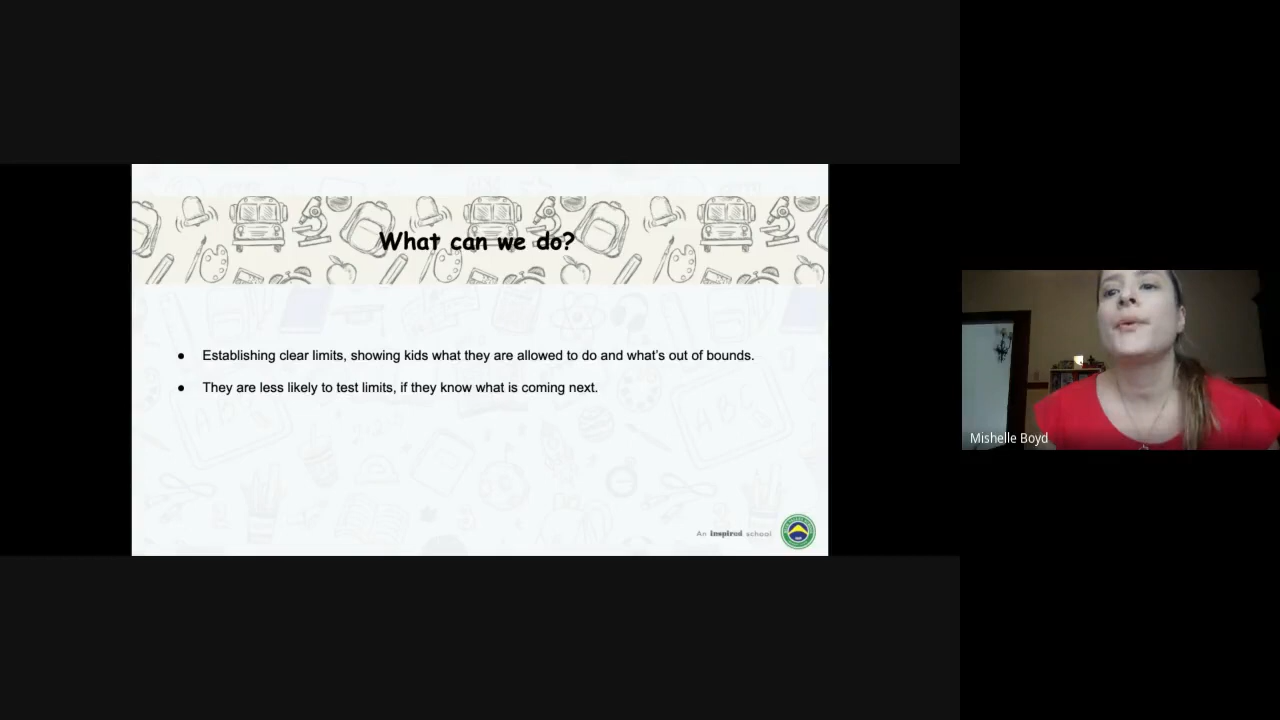 What can we do?
● Establishing clear limits, showing kids what they are allowed to do and what's out of bounds.
● They are less likely to test limits, if they know what is coming next.
An inspired school
Mishelle Boyd